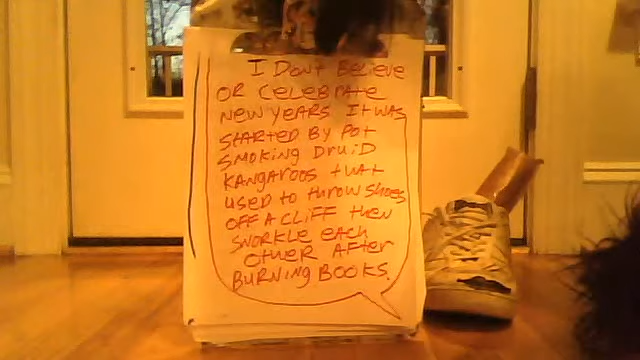 I Don't Believe
OR CELEBRATE
NEW YEARS It WAS
StARTED BY POt
SMOKING DRUiD
KANGAROOS tHAt
USED to tHROW SHOES
OFF A CLIFF tHEN
SNORKLE EACH
OTHER AFTER
BURNING BOOKS.